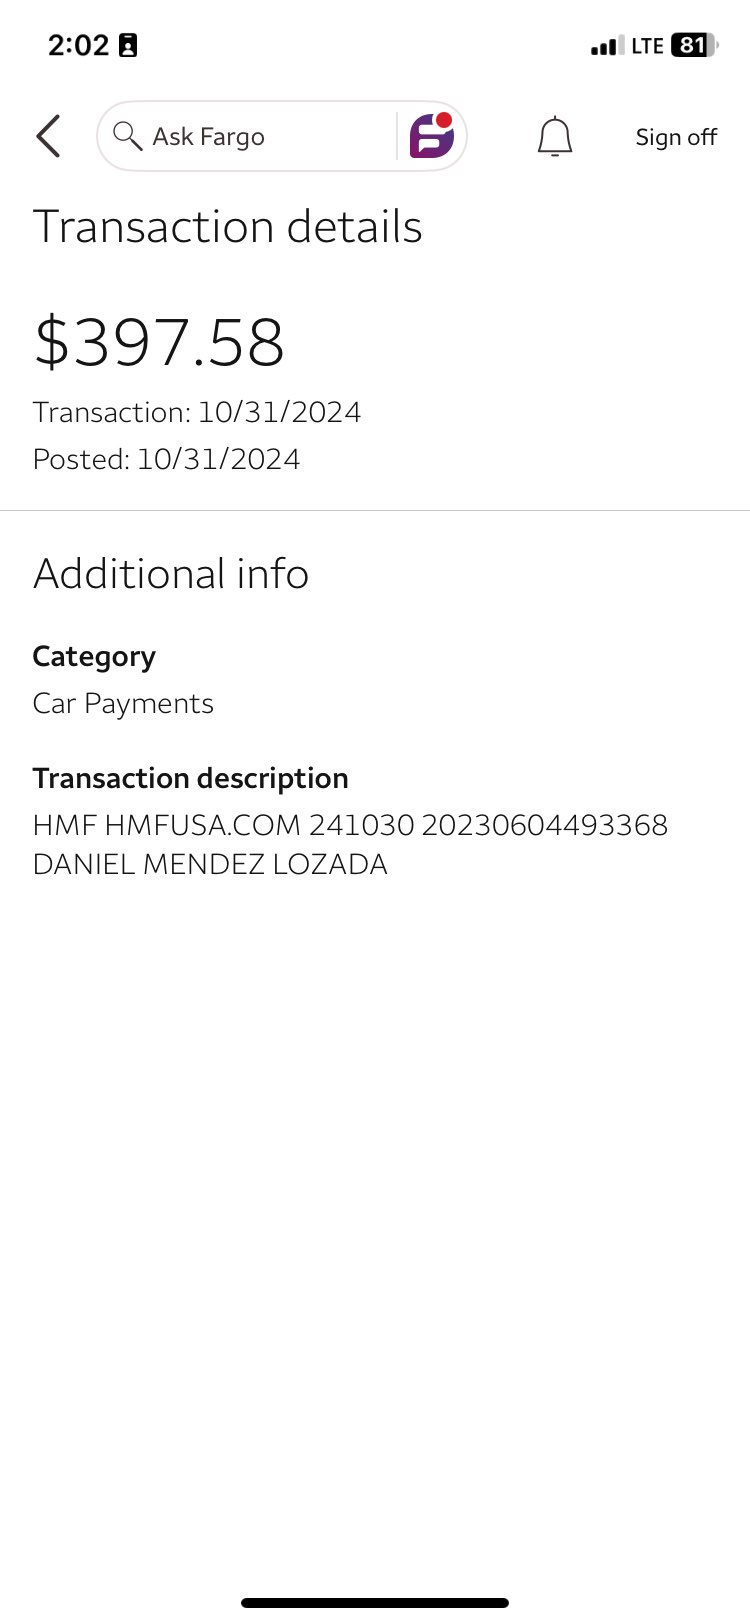 2:02 LTE 81
Ask Fargo Sign off
Transaction details
$397.58
Transaction: 10/31/2024
Posted: 10/31/2024
Additional info
Category
Car Payments
Transaction description
HMF HMFUSA.COM 241030 20230604493368
DANIEL MENDEZ LOZADA